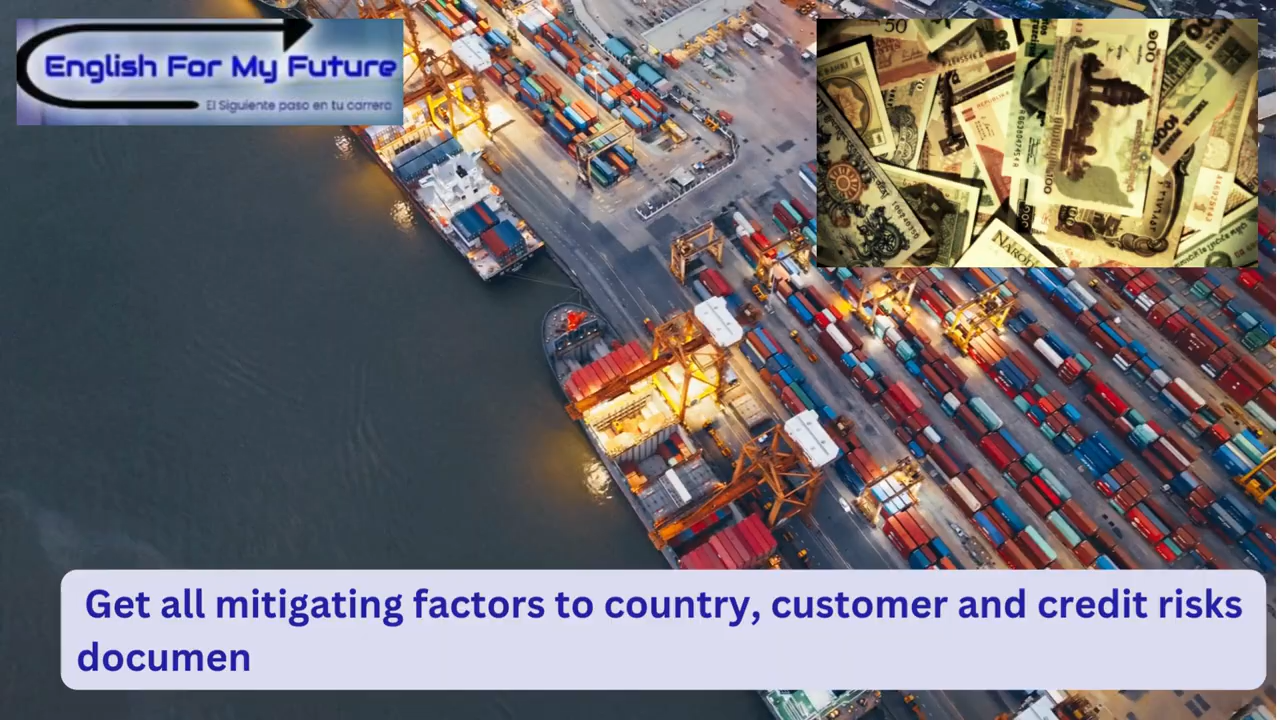 English For My Future
El Siguiente paso en tu carrera
Get all mitigating factors to country, customer and credit risks
documen